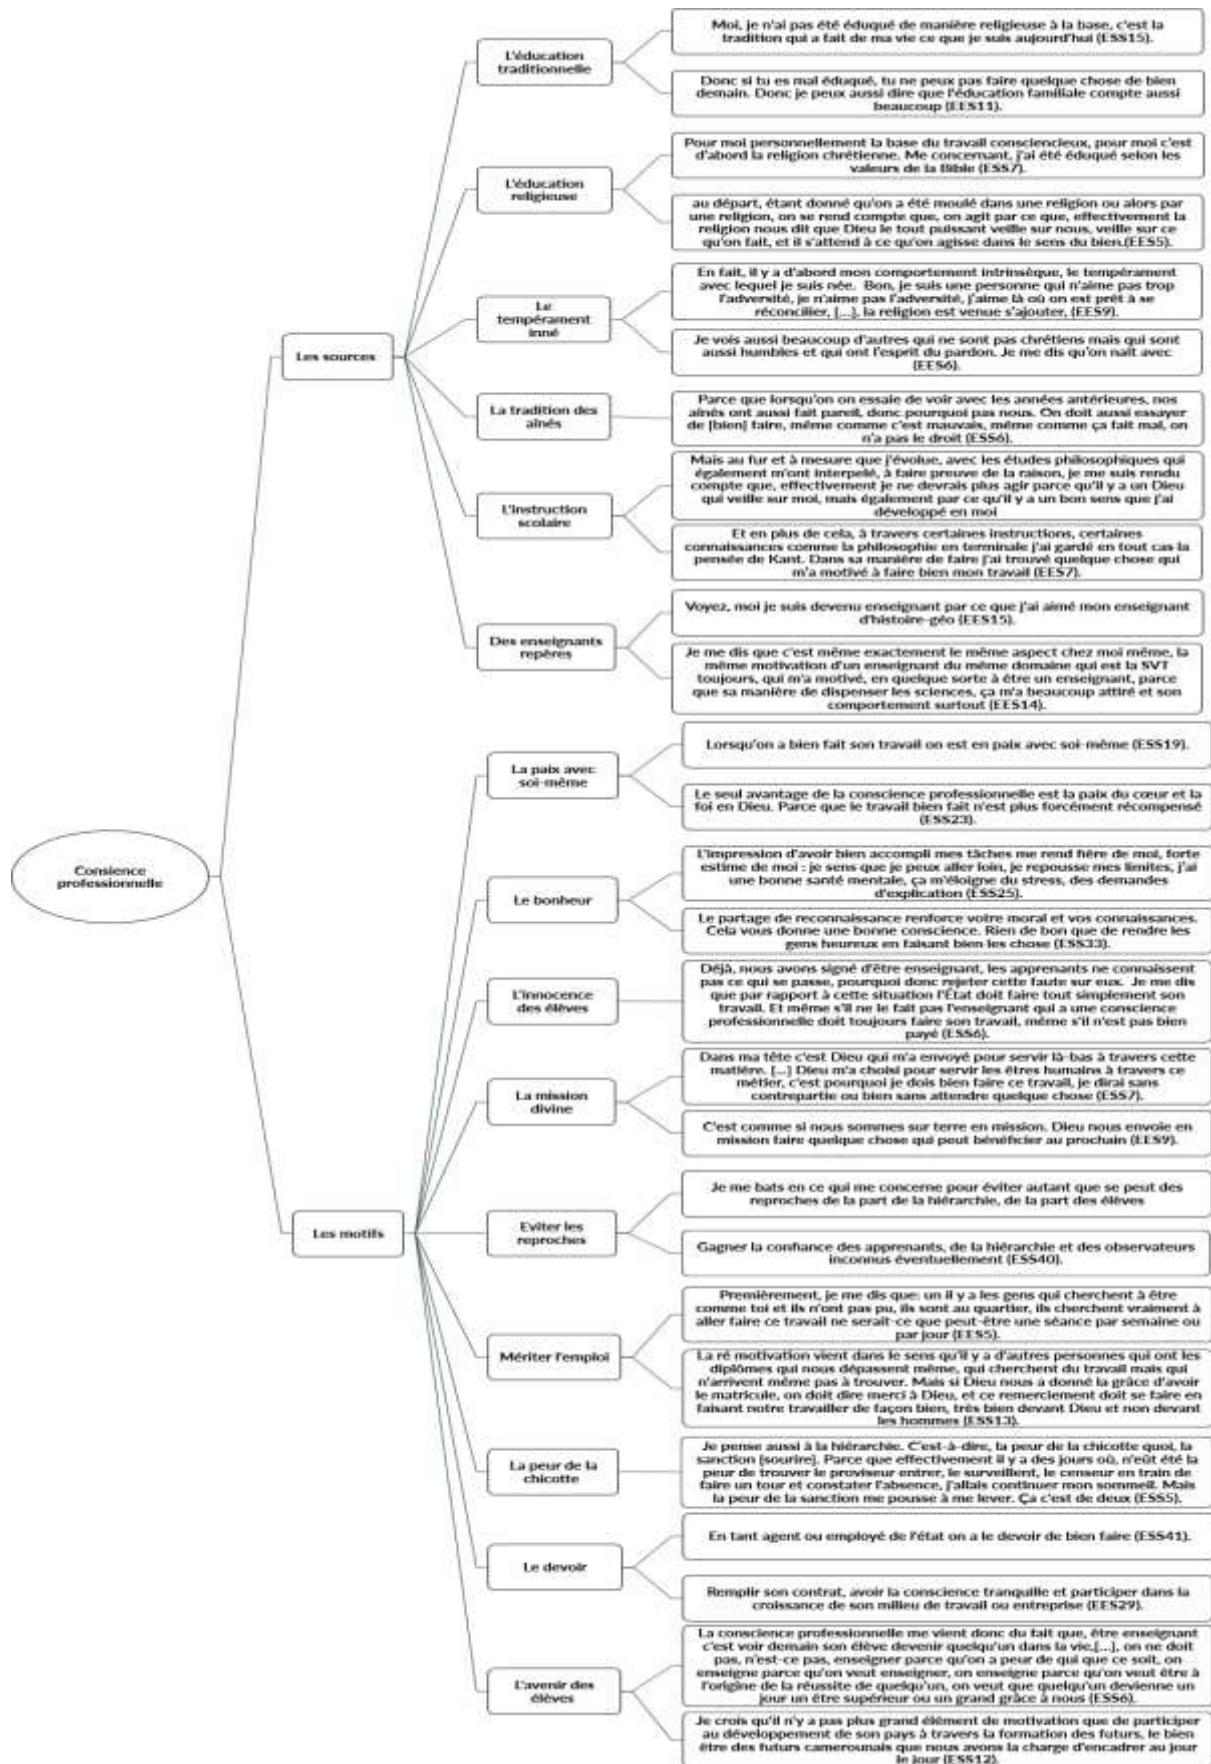 Consience
professionnelle
Les sources
L'éducation
traditionnelle
Moi, je n'ai pas été éduqué de manière religieuse à la base, c'est la
tradition qui a fait de ma vie ce que je suis aujourd'hui (ESS15).
Donc si tu es mal éduqué, tu ne peux pas faire quelque chose de bien
demain. Donc je peux aussi dire que l'éducation familiale compte aussi
beaucoup (EES11).
L'éducation
religieuse
Pour moi personnellement la base du travail consciencieux, pour moi c'est
d'abord la religion chrétienne. Me concernant, j'ai été éduqué selon les
valeurs de la Bible (ESS7).
au départ, étant donné qu'on a été moulé dans une religion ou alors par
une religion, on se rend compte que, on agit par ce que, effectivement la
religion nous dit que Dieu le tout puissant veille sur nous, veille sur ce
qu'on fait, et il s'attend à ce qu'on agisse dans le sens du bien.(EES5).
Le
tempérament
inné
En fait, il y a d'abord mon comportement intrinsèque, le tempérament
avec lequel je suis née. Bon, je suis une personne qui n'aime pas trop
l'adversité, je n'aime pas l'adversité, j'aime là où on est prêt à se
réconcilier, [...], la religion est venue s'ajouter, (EES9).
Je vois aussi beaucoup d'autres qui ne sont pas chrétiens mais qui sont
aussi humbles et qui ont l'esprit du pardon. Je me dis qu'on naît avec
(EES6).
La tradition des
aînés
Parce que lorsqu'on on essaie de voir avec les années antérieures, nos
aînés ont aussi fait pareil, donc pourquoi pas nous. On doit aussi essayer
de [bien] faire, même comme c'est mauvais, même comme ça fait mal, on
n'a pas le droit (ESS6).
L'instruction
scolaire
Mais au fur et à mesure que j'évolue, avec les études philosophiques qui
également m'ont interpelé, à faire preuve de la raison, je me suis rendu
compte que, effectivement je ne devrais plus agir parce qu'il y a un Dieu
qui veille sur moi, mais également par ce qu'il y a un bon sens que j'ai
développé en moi
Et en plus de cela, à travers certaines instructions, certaines
connaissances comme la philosophie en terminale j'ai gardé en tout cas la
pensée de Kant. Dans sa manière de faire j'ai trouvé quelque chose qui
m'a motivé à faire bien mon travail (EES7).
Des enseignants
repères
Voyez, moi je suis devenu enseignant par ce que j'ai aimé mon enseignant
d'histoire-géo (EES15).
Je me dis que c'est même exactement le même aspect chez moi même, la
même motivation d'un enseignant du même domaine qui est la SVT
toujours, qui m'a motivé, en quelque sorte à être un enseignant, parce
que sa manière de dispenser les sciences, ça m'a beaucoup attiré et son
comportement surtout (EES14).
Les motifs
La paix avec
soi-même
Lorsqu'on a bien fait son travail on est en paix avec soi-même (ESS19).
Le seul avantage de la conscience professionnelle est la paix du cœur et la
foi en Dieu. Parce que le travail bien fait n'est plus forcément récompensé
(ESS23).
Le bonheur
L'impression d'avoir bien accompli mes tâches me rend fière de moi, forte
estime de moi : je sens que je peux aller loin, je repousse mes limites, j'ai
une bonne santé mentale, ça m'éloigne du stress, des demandes
d'explication (ESS25).
Le partage de reconnaissance renforce votre moral et vos connaissances.
Cela vous donne une bonne conscience. Rien de bon que de rendre les
gens heureux en faisant bien les chose (ESS33).
L'innocence
des élèves
Déjà, nous avons signé d'être enseignant, les apprenants ne connaissent
pas ce qui se passe, pourquoi donc rejeter cette faute sur eux. Je me dis
que par rapport à cette situation l'État doit faire tout simplement son
travail. Et même s'il ne le fait pas l'enseignant qui a une conscience
professionnelle doit toujours faire son travail, même s'il n'est pas bien
payé (ESS6).
La mission
divine
Dans ma tête c'est Dieu qui m'a envoyé pour servir là-bas à travers cette
matière. [...] Dieu m'a choisi pour servir les êtres humains à travers ce
métier, c'est pourquoi je dois bien faire ce travail, je dirai sans
contrepartie ou bien sans attendre quelque chose (ESS7).
C'est comme si nous sommes sur terre en mission. Dieu nous envoie en
mission faire quelque chose qui peut bénéficier au prochain (EES9).
Eviter les
reproches
Je me bats en ce qui me concerne pour éviter autant que se peut des
reproches de la part de la hiérarchie, de la part des élèves
Gagner la confiance des apprenants, de la hiérarchie et des observateurs
inconnus éventuellement (ESS40).
Mériter l'emploi
Premièrement, je me dis que: un il y a les gens qui cherchent à être
comme toi et ils n'ont pas pu, ils sont au quartier, ils cherchent vraiment à
aller faire ce travail ne serait-ce que peut-être une séance par semaine ou
par jour (EES5).
La ré motivation vient dans le sens qu'il y a d'autres personnes qui ont les
diplômes qui nous dépassent même, qui cherchent du travail mais qui
n'arrivent même pas à trouver. Mais si Dieu nous a donné la grâce d'avoir
le matricule, on doit dire merci à Dieu, et ce remerciement doit se faire en
faisant notre travailler de façon bien, très bien devant Dieu et non devant
les hommes (ESS13).
La peur de la
chicotte
Je pense aussi à la hiérarchie. C'est-à-dire, la peur de la chicotte quoi, la
sanction [sourire]. Parce que effectivement il y a des jours où, n'eût été la
peur de trouver le proviseur entrer, le surveillent, le censeur en train de
faire un tour et constater l'absence, j'allais continuer mon sommeil. Mais
la peur de la sanction me pousse à me lever. Ça c'est de deux (ESS5).
Le devoir
En tant agent ou employé de l'état on a le devoir de bien faire (ESS41).
Remplir son contrat, avoir la conscience tranquille et participer dans la
croissance de son milieu de travail ou entreprise (EES29).
L'avenir des
élèves
La conscience professionnelle me vient donc du fait que, être enseignant
c'est voir demain son élève devenir quelqu'un dans la vie,[...], on ne doit
pas, n'est-ce pas, enseigner parce qu'on a peur de qui que ce soit, on
enseigne parce qu'on veut enseigner, on enseigne parce qu'on veut être à
l'origine de la réussite de quelqu'un, on veut que quelqu'un devienne un
jour un être supérieur ou un grand grâce à nous (ESS6).
Je crois qu'il n'y a pas plus grand élément de motivation que de participer
au développement de son pays à travers la formation des futurs, le bien
être des futurs camerounais que nous avons la charge d'encadrer au jour
le jour (ESS12).